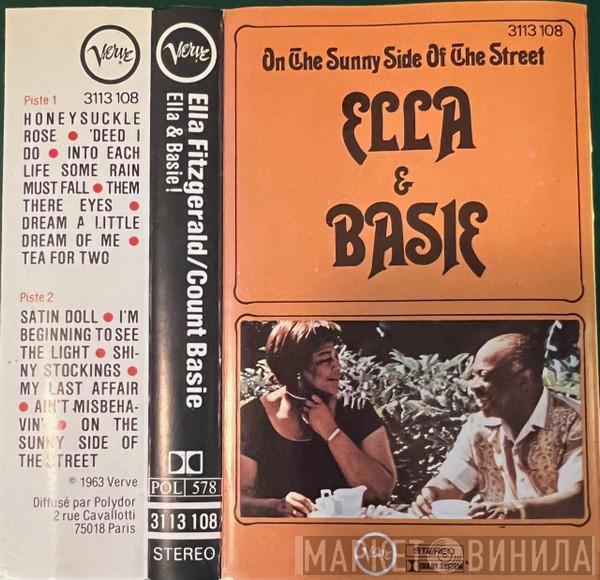 Verve
Piste 1 3113 108
HONEYSUCKLE
ROSE ● 'DEED I
DO ● INTO EACH
LIFE SOME RAIN
MUST FALL ● THEM
THERE EYES ●
DREAM A LITTLE
DREAM OF ME ●
TEA FOR TWO
Piste 2
SATIN DOLL ● I'M
BEGINNING TO SEE
THE LIGHT ● SHI-
NY STOCKINGS ●
MY LAST AFFAIR
● AIN'T MISBEHA-
VIN' ● ON THE
SUNNY SIDE OF
THE STREET
© 1963 Verve
Diffusé par Polydor
2 rue Cavallotti
75018 Paris
Verve
Ella Fitzgerald/Count Basie
Ella & Basie!
POL 578
3113 108
STEREO
3113 108
On The Sunny Side Of The Street
ELLA
&
BASIE
Verve
STEREO
DOLBY SYSTEM
МАРКЕТ ВИНИЛА